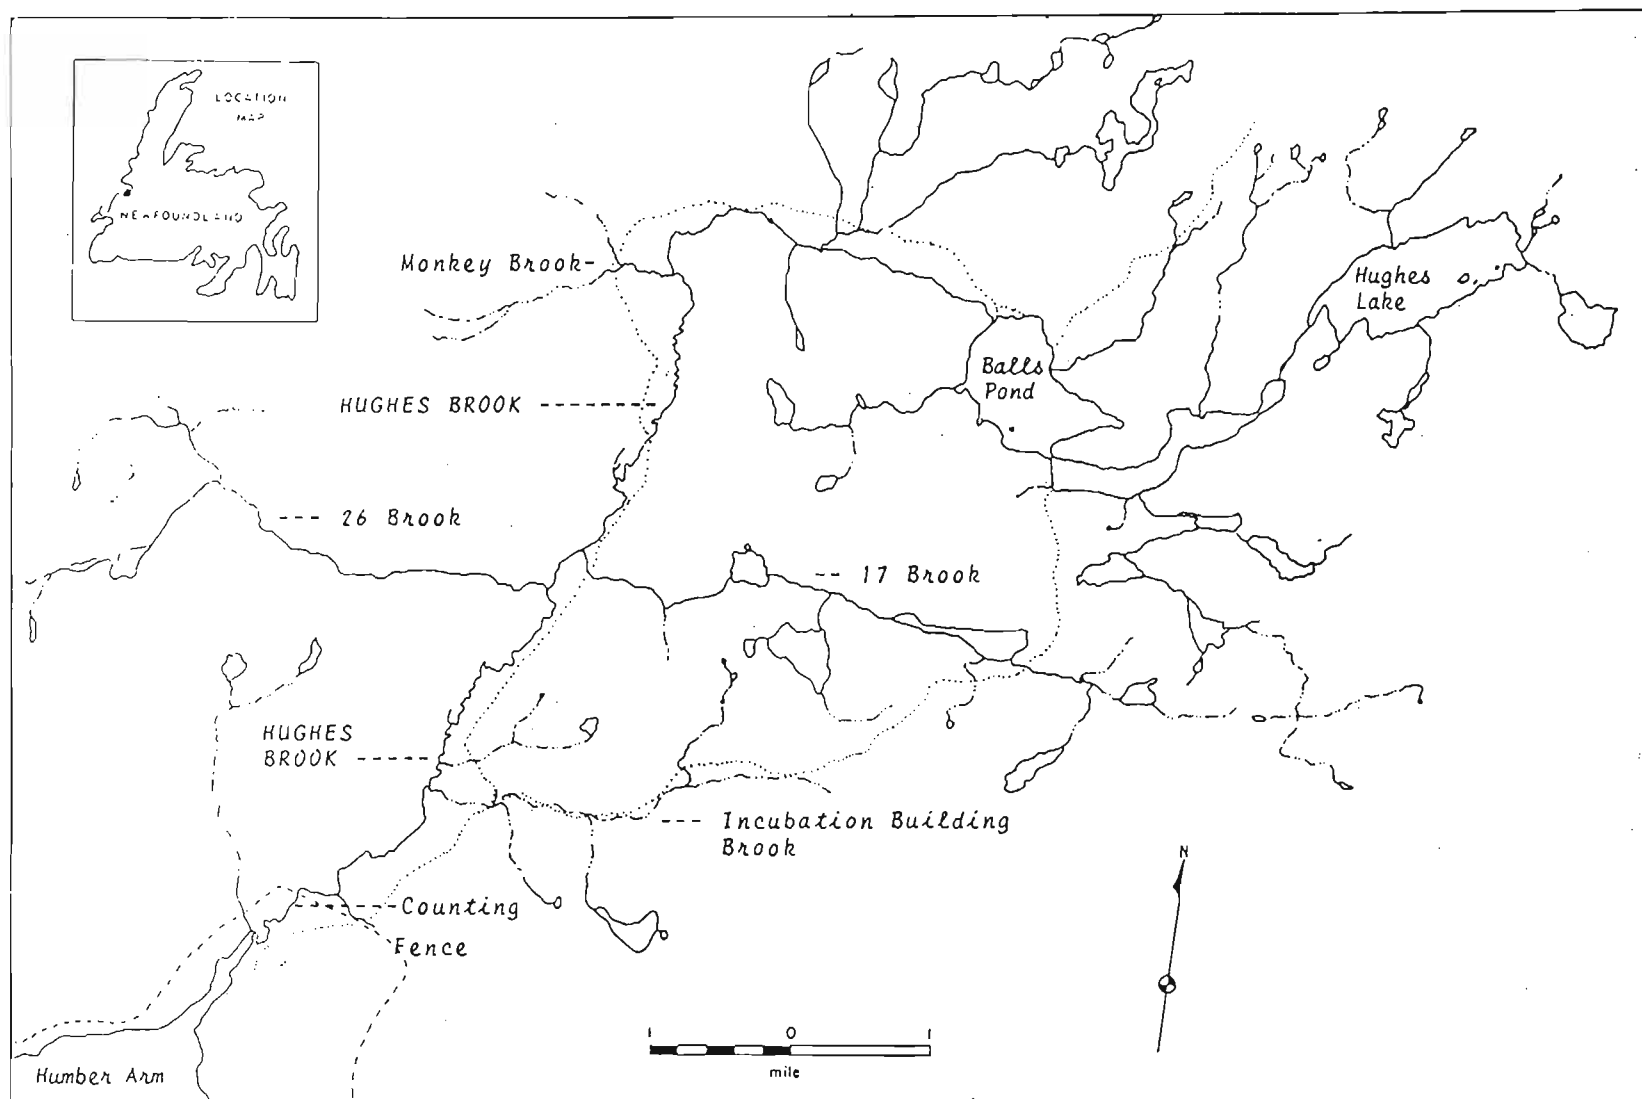 LOCATION
MAP
NEWFOUNDLAND
Monkey Brook-
Hughes
Lake
Balls
Pond
HUGHES BROOK
--- 26 Brook
-- 17 Brook
HUGHES
BROOK
--- Incubation Building
Brook
Counting
Fence
N
1 0 1
mile
Humber Arm